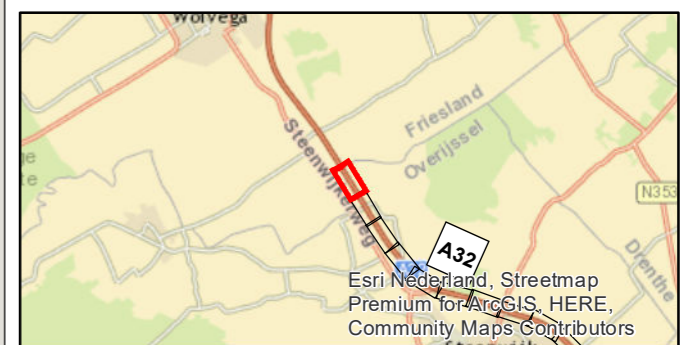 Wolvega
Friesland
Overijssel
Steenwijkerweg
N353
A32
Drenthe
Esri Nederland, Streetmap
Premium for ArcGIS, HERE,
Community Maps Contributors